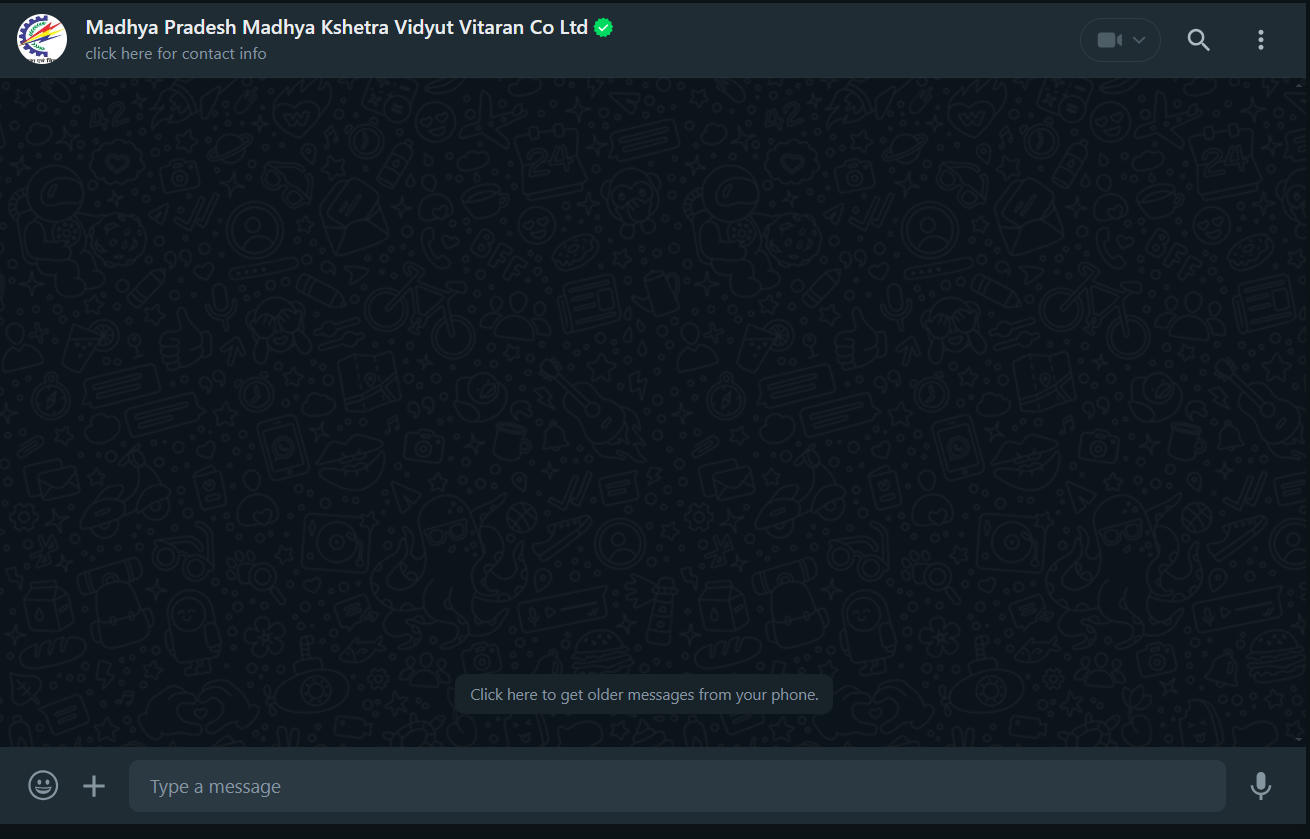 Madhya Pradesh Madhya Kshetra Vidyut Vitaran Co Ltd
click here for contact info
Click here to get older messages from your phone.
Type a message